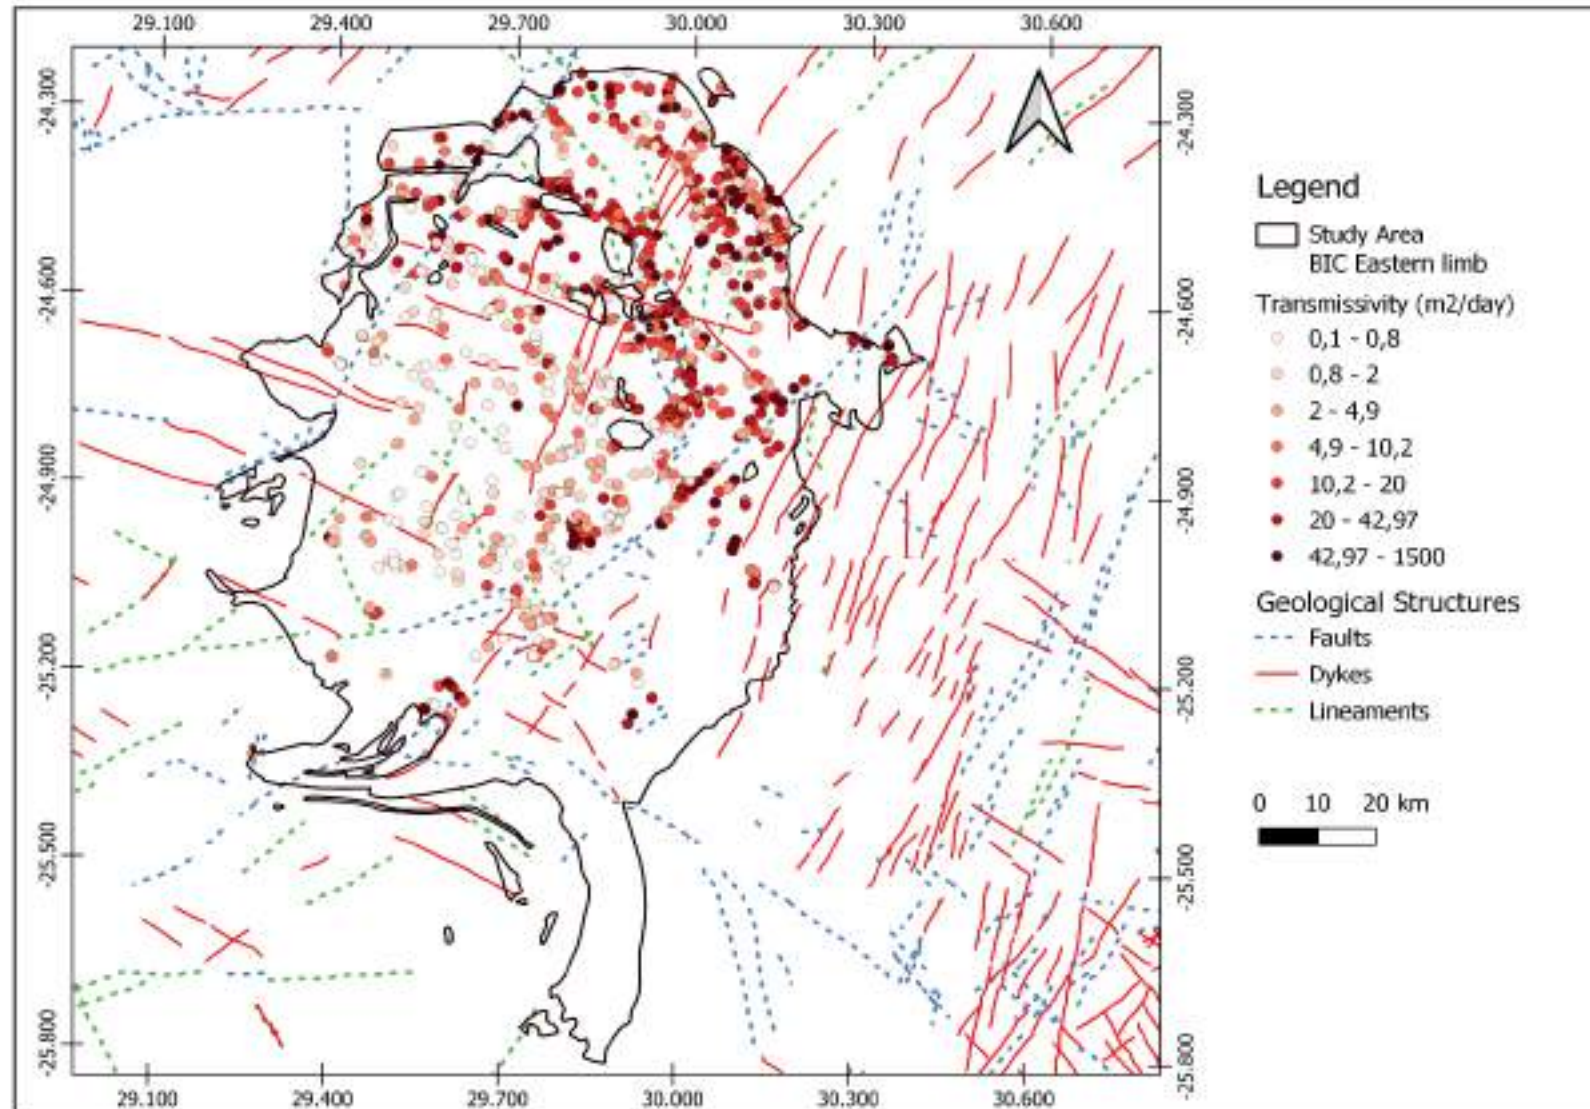 29.100 29.400 29.700 30.000 30.300 30.600
-24.300
-24.600
-24.900
-25.200
-25.500
-25.800
-24.300
-24.600
-24.900
-25.200
-25.500
-25.800
29.100 29.400 29.700 30.000 30.300 30.600
Legend
Study Area
BIC Eastern limb
Transmissivity (m2/day)
0,1 - 0,8
0,8 - 2
2 - 4,9
4,9 - 10,2
10,2 - 20
20 - 42,97
42,97 - 1500
Geological Structures
Faults
Dykes
Lineaments
0 10 20 km